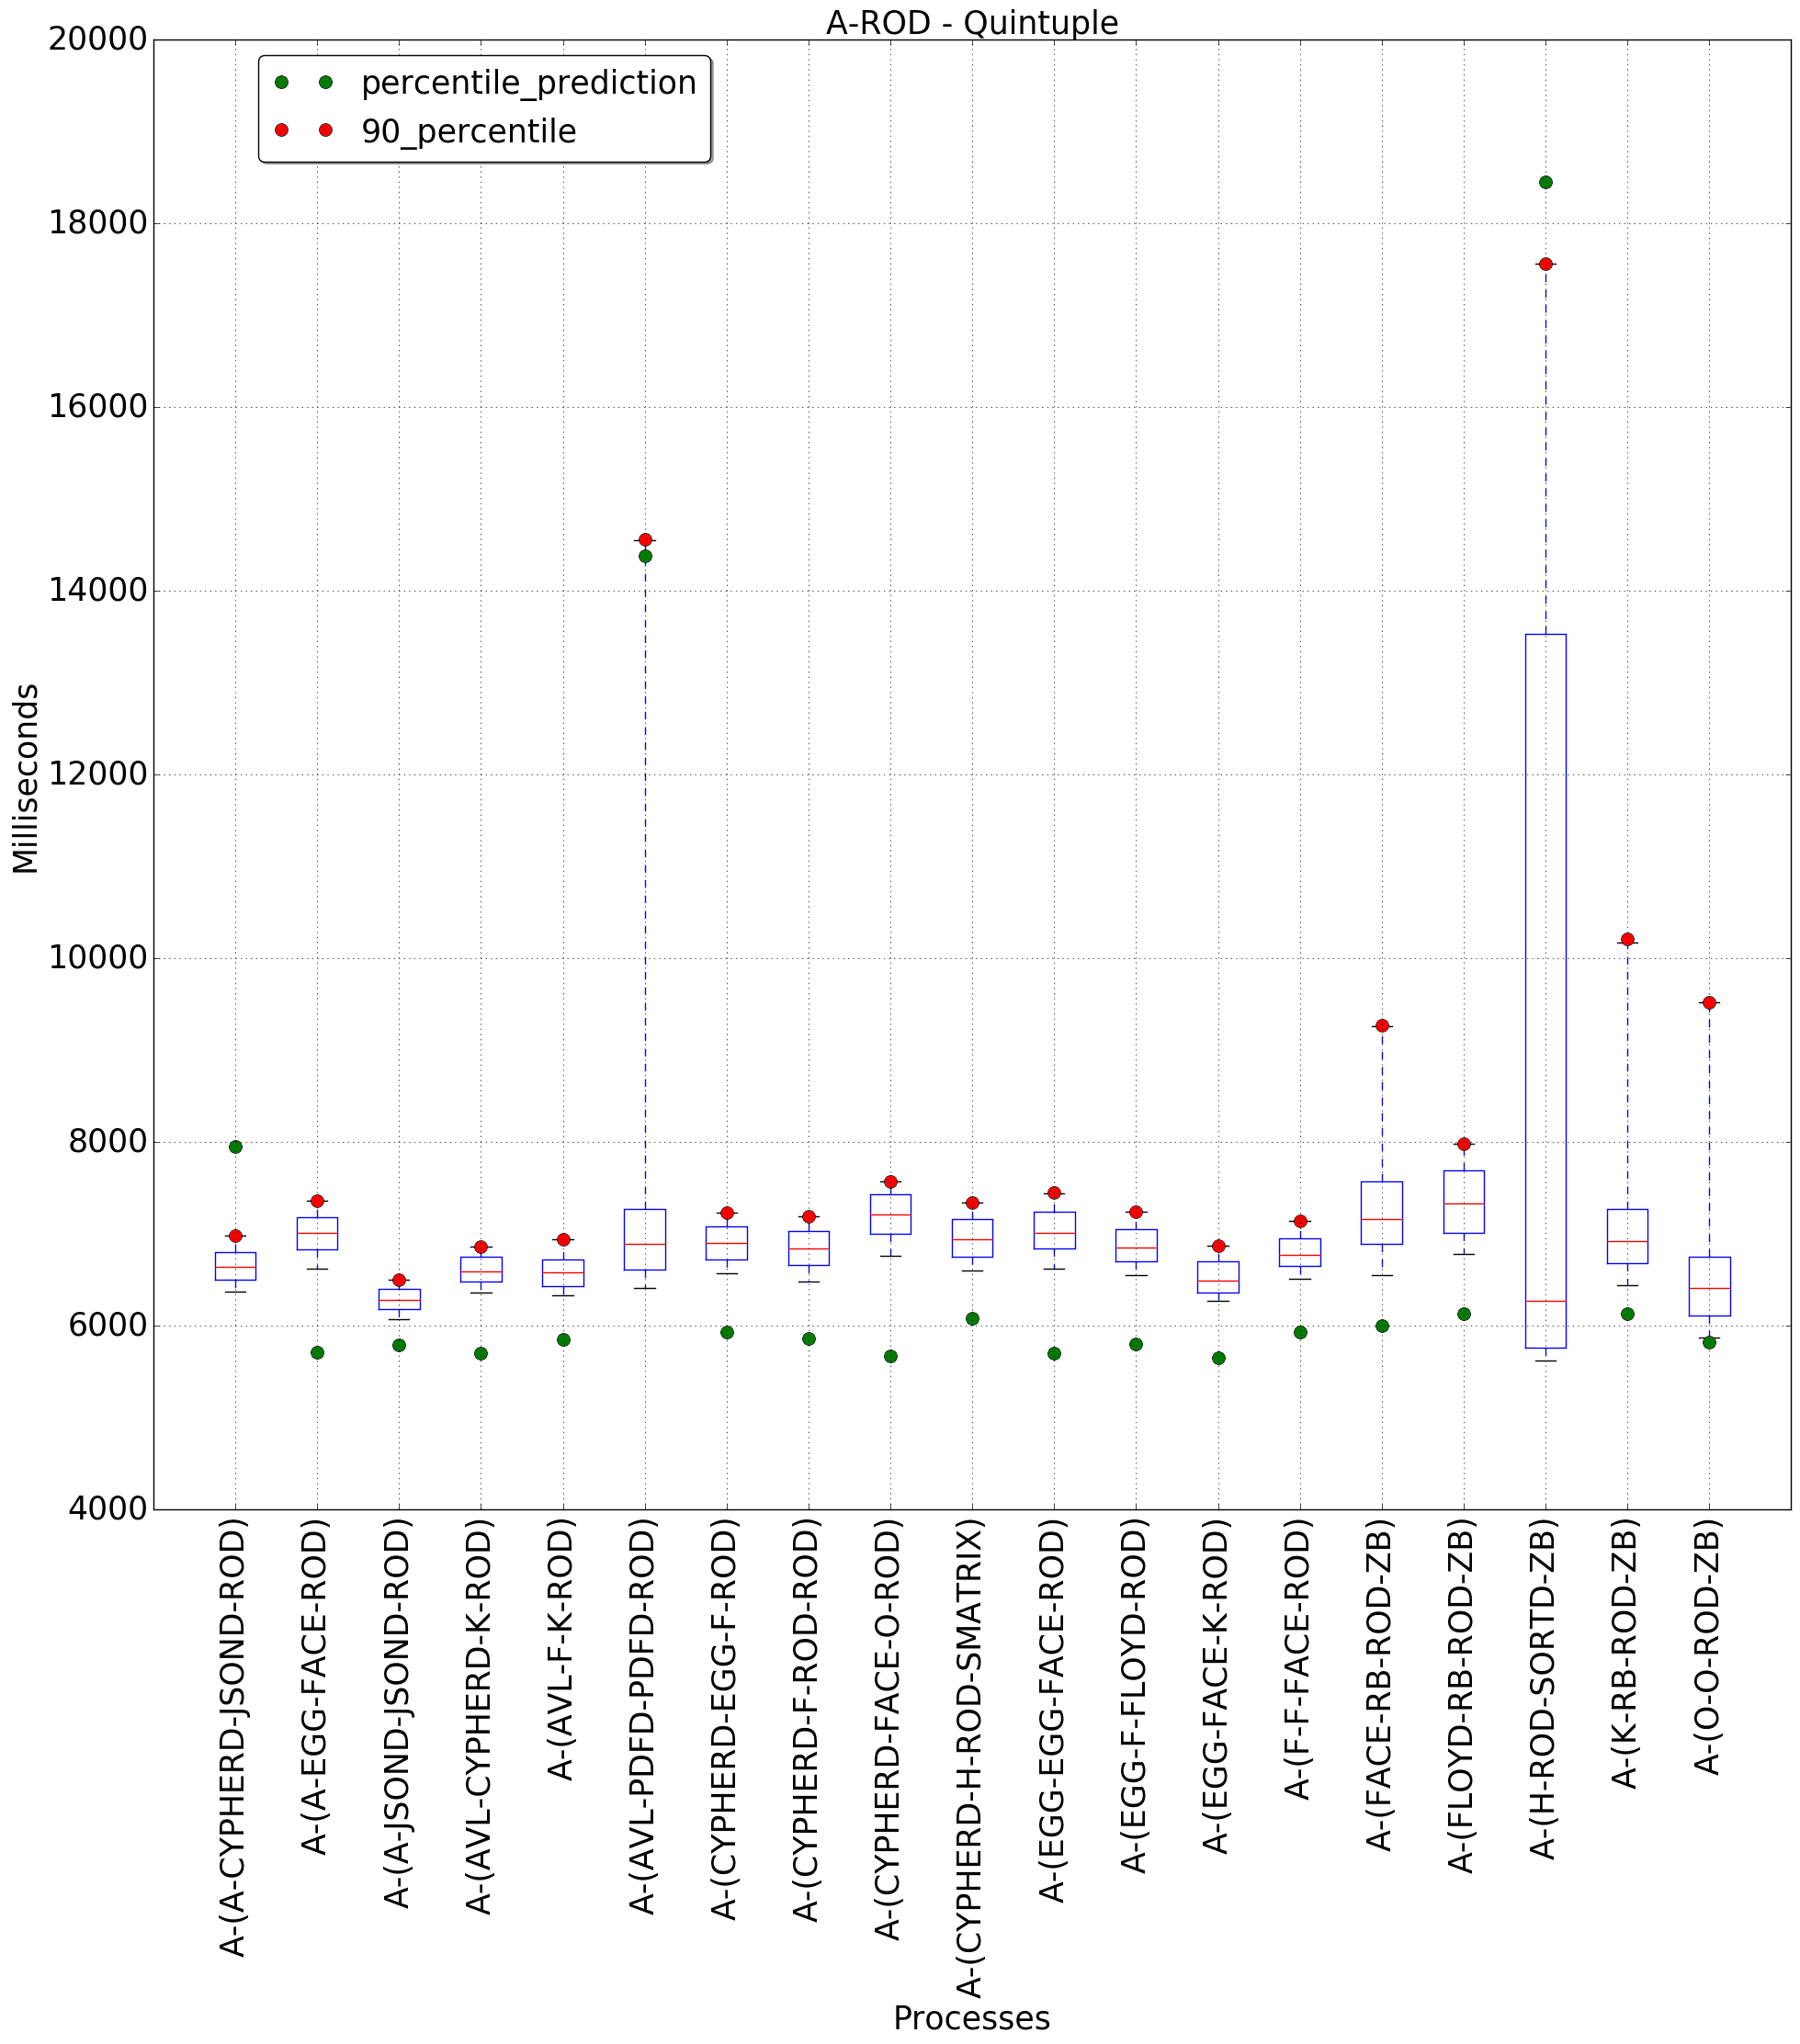 A-ROD - Quintuple
percentile_prediction
90_percentile
20000
18000
16000
14000
12000
10000
8000
6000
4000
Milliseconds
A-(A-CYPHERD-JSOND-ROD)
A-(A-EGG-FACE-ROD)
A-(A-JSOND-JSOND-ROD)
A-(AVL-CYPHERD-K-ROD)
A-(AVL-F-K-ROD)
A-(AVL-PDFD-PDFD-ROD)
A-(CYPHERD-EGG-F-ROD)
A-(CYPHERD-F-ROD-ROD)
A-(CYPHERD-FACE-O-ROD)
A-(CYPHERD-H-ROD-SMATRIX)
A-(EGG-EGG-FACE-ROD)
A-(EGG-F-FLOYD-ROD)
A-(EGG-FACE-K-ROD)
A-(F-F-FACE-ROD)
A-(FACE-RB-ROD-ZB)
A-(FLOYD-RB-ROD-ZB)
A-(H-ROD-SORTD-ZB)
A-(K-RB-ROD-ZB)
A-(O-O-ROD-ZB)
Processes